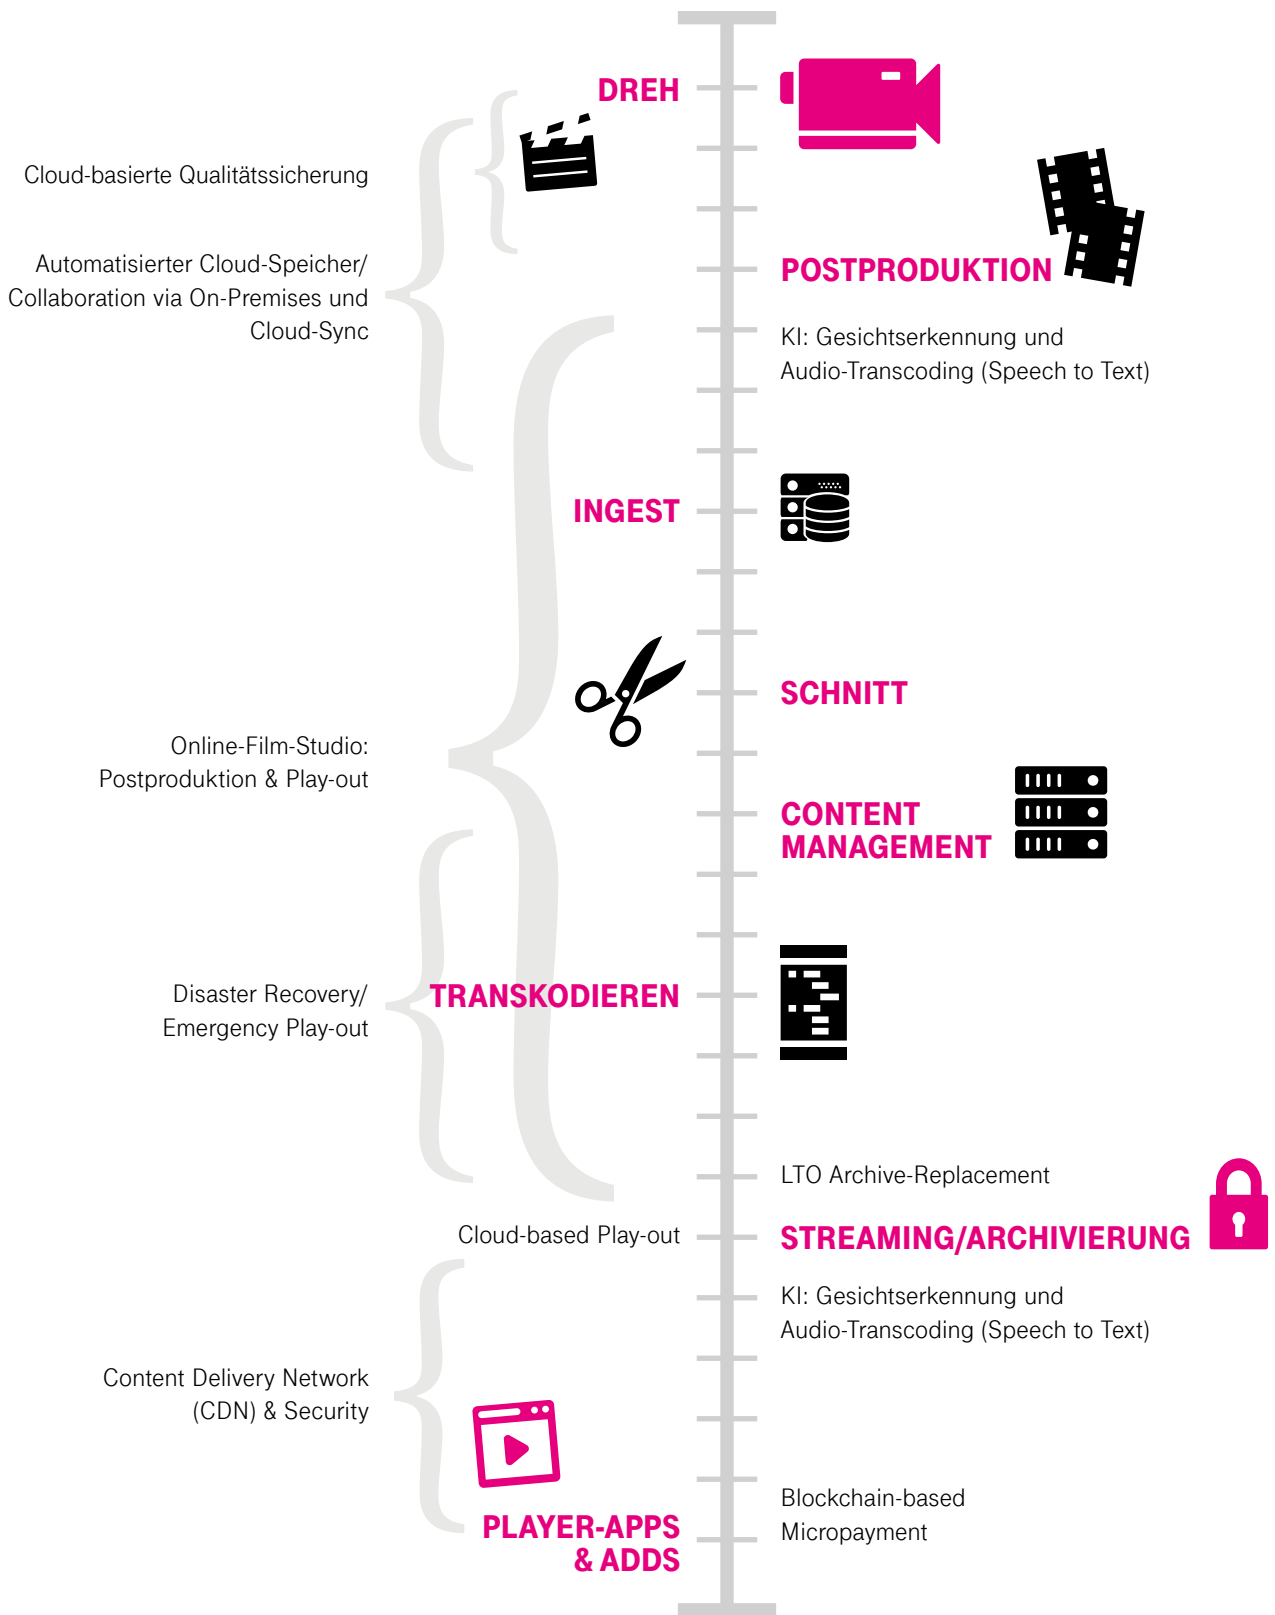 DREH
Cloud-basierte Qualitätssicherung
Automatisierter Cloud-Speicher/
Collaboration via On-Premises und
Cloud-Sync
POSTPRODUKTION
KI: Gesichtserkennung und
Audio-Transcoding (Speech to Text)
INGEST
SCHNITT
Online-Film-Studio:
Postproduktion & Play-out
CONTENT
MANAGEMENT
Disaster Recovery/
Emergency Play-out
TRANSKODIEREN
LTO Archive-Replacement
Cloud-based Play-out
STREAMING/ARCHIVIERUNG
KI: Gesichtserkennung und
Audio-Transcoding (Speech to Text)
Content Delivery Network
(CDN) & Security
Blockchain-based
Micropayment
PLAYER-APPS
& ADDS